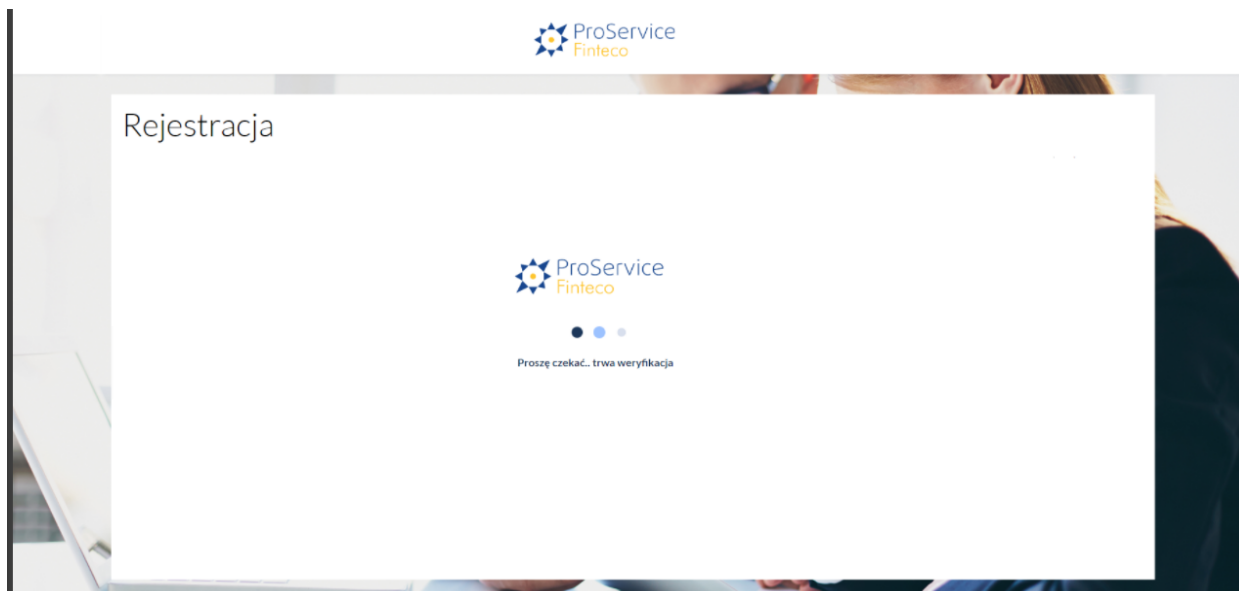 ProService
Finteco
Rejestracja
ProService
Finteco
Proszę czekać.. trwa weryfikacja